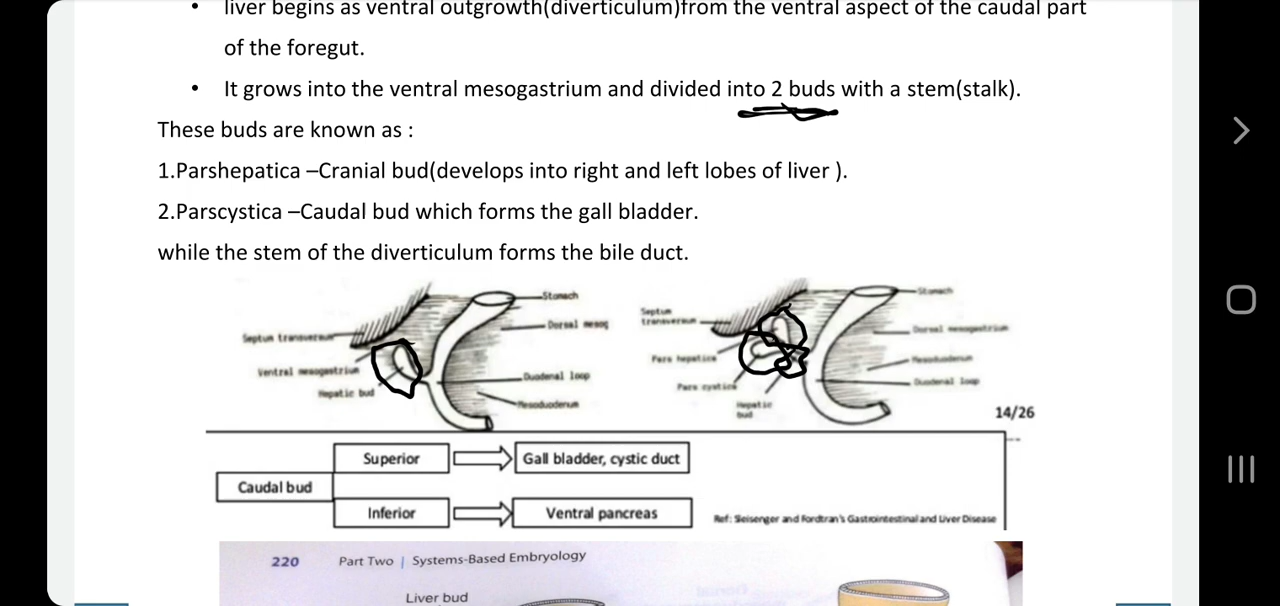 • liver begins as ventral outgrowth(diverticulum)from the ventral aspect of the caudal part
of the foregut.
• It grows into the ventral mesogastrium and divided into 2 buds with a stem(stalk).
These buds are known as :
1.Parshepatica –Cranial bud(develops into right and left lobes of liver ).
2.Parscystica –Caudal bud which forms the gall bladder.
while the stem of the diverticulum forms the bile duct.
Stomach
Dorsal mesog
Septum transversum
Ventral mesogastrium
Duodenal loop
Hepatic bud
Mesoduodenum
Stomach
Septum
transversum
Dorsal mesogastrium
Pars hepatica
Mesoduodenum
Pars cystica
Duodenal loop
Hepatic
bud
14/26
Superior
Gall bladder, cystic duct
Caudal bud
Inferior
Ventral pancreas
Ref: Sleisenger and Fordtran's Gastrointestinal and Liver Disease
220 Part Two | Systems-Based Embryology
Liver bud